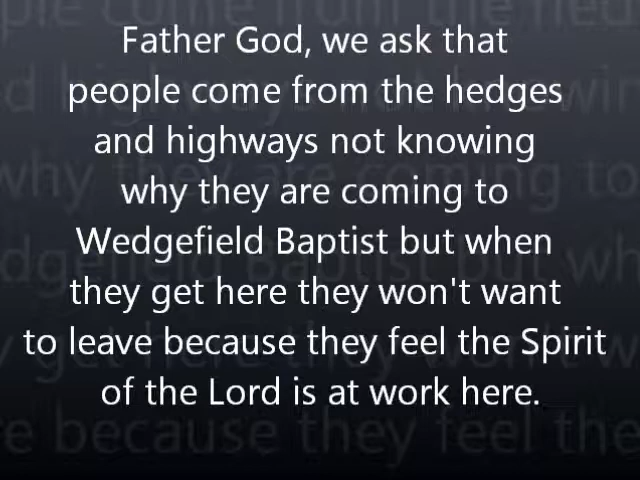 Father God, we ask that
people come from the hedges
and highways not knowing
why they are coming to
Wedgefield Baptist but when
they get here they won't want
to leave because they feel the Spirit
of the Lord is at work here.